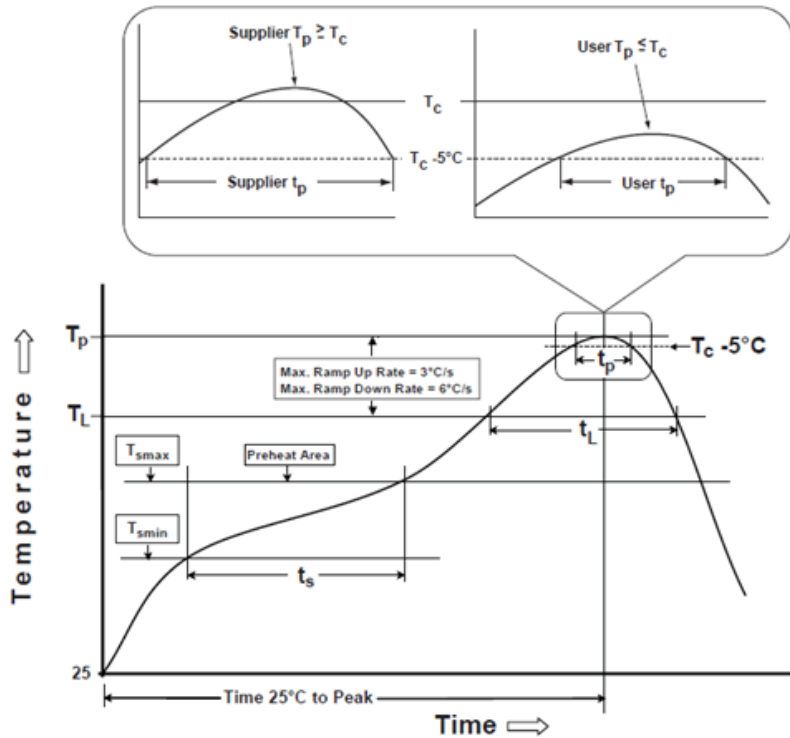 Supplier Tp ≥ Tc
User Tp ≤ Tc
Tc
Tc -5°C
Supplier tp
User tp
Tp
Tc -5°C
tp
Max. Ramp Up Rate = 3°C/s
Max. Ramp Down Rate = 6°C/s
TL
tL
Tsmax
Preheat Area
Tsmin
ts
Temperature
25
Time 25°C to Peak
Time